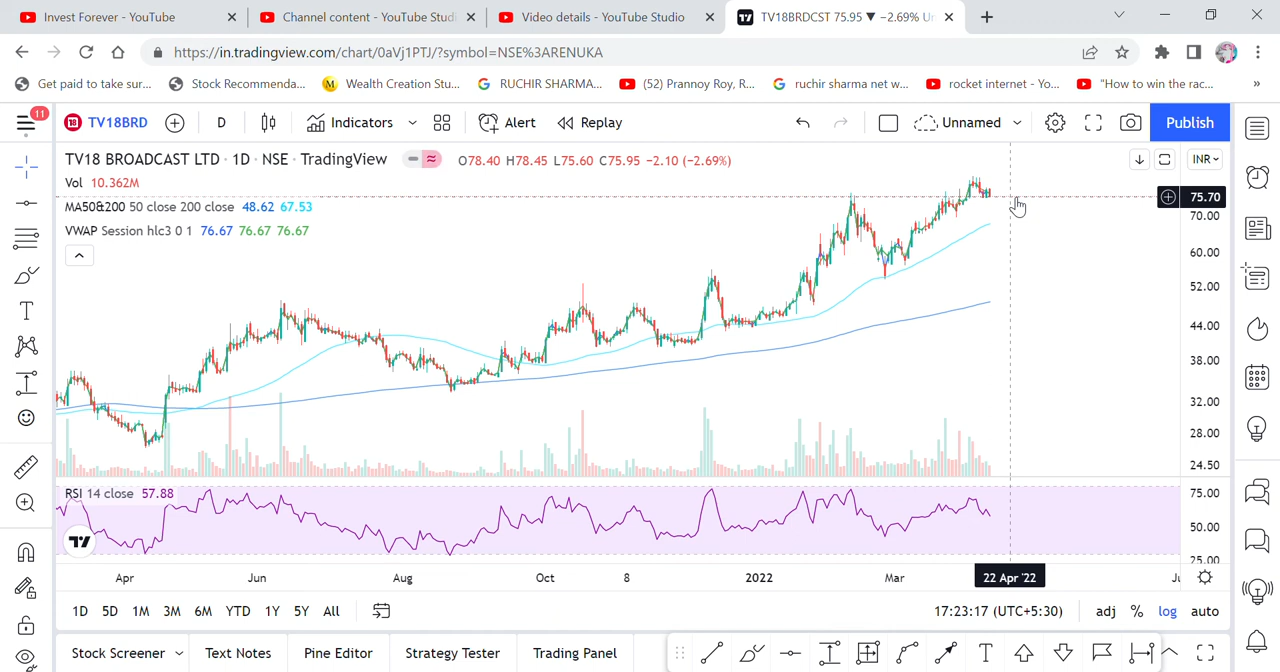 Invest Forever - YouTube
Channel content - YouTube Studi
Video details - YouTube Studio
TV18BRDCST 75.95 ▼ −2.69% Un
https://in.tradingview.com/chart/0aVj1PTJ/?symbol=NSE%3ARENUKA
Get paid to take sur...
Stock Recommenda...
Wealth Creation Stu...
RUCHIR SHARMA...
(52) Prannoy Roy, R...
ruchir sharma net w...
rocket internet - Yo...
"How to win the rac...
»
11
TV18BRD
D
Indicators
Alert
Replay
Unnamed
Publish
TV18 BROADCAST LTD · 1D · NSE · TradingView
O78.40 H78.45 L75.60 C75.95 −2.10 (−2.69%)
INR
Vol 10.362M
MA50&200 50 close 200 close 48.62 67.53
VWAP Session hlc3 0 1 76.67 76.67 76.67
75.70
70.00
60.00
52.00
44.00
38.00
32.00
28.00
24.50
RSI 14 close 57.88
75.00
50.00
25.00
Apr
Jun
Aug
Oct
8
2022
Mar
22 Apr '22
1D
5D
1M
3M
6M
YTD
1Y
5Y
All
17:23:17 (UTC+5:30)
adj
%
log
auto
Stock Screener
Text Notes
Pine Editor
Strategy Tester
Trading Panel